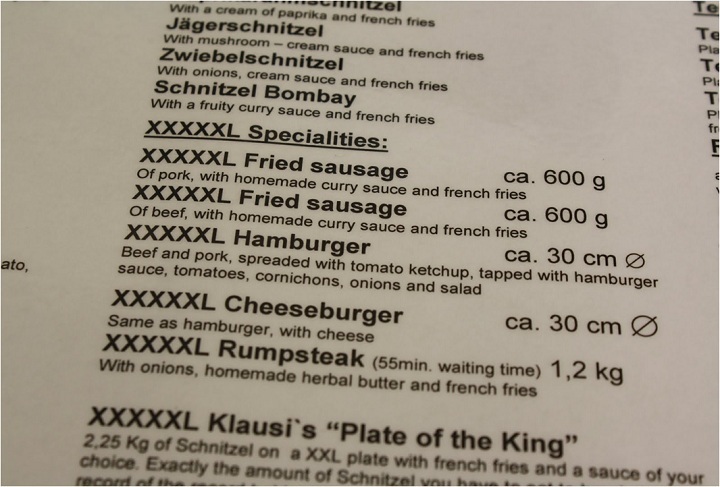 With a cream of paprika and french fries
Jägerschnitzel
With mushroom – cream sauce and french fries
Zwiebelschnitzel
With onions, cream sauce and french fries
Schnitzel Bombay
With a fruity curry sauce and french fries
XXXXXL Specialities:
XXXXXL Fried sausage ca. 600 g
Of pork, with homemade curry sauce and french fries
XXXXXL Fried sausage ca. 600 g
Of beef, with homemade curry sauce and french fries
XXXXXL Hamburger ca. 30 cm Ø
Beef and pork, spreaded with tomato ketchup, tapped with hamburger
sauce, tomatoes, cornichons, onions and salad
XXXXXL Cheeseburger ca. 30 cm Ø
Same as hamburger, with cheese
XXXXXL Rumpsteak (55min. waiting time) 1,2 kg
With onions, homemade herbal butter and french fries
XXXXXL Klausi`s “Plate of the King”
2,25 Kg of Schnitzel on a XXL plate with french fries and a sauce of your
choice. Exactly the amount of Schnitzel you have to
record of the
ato,